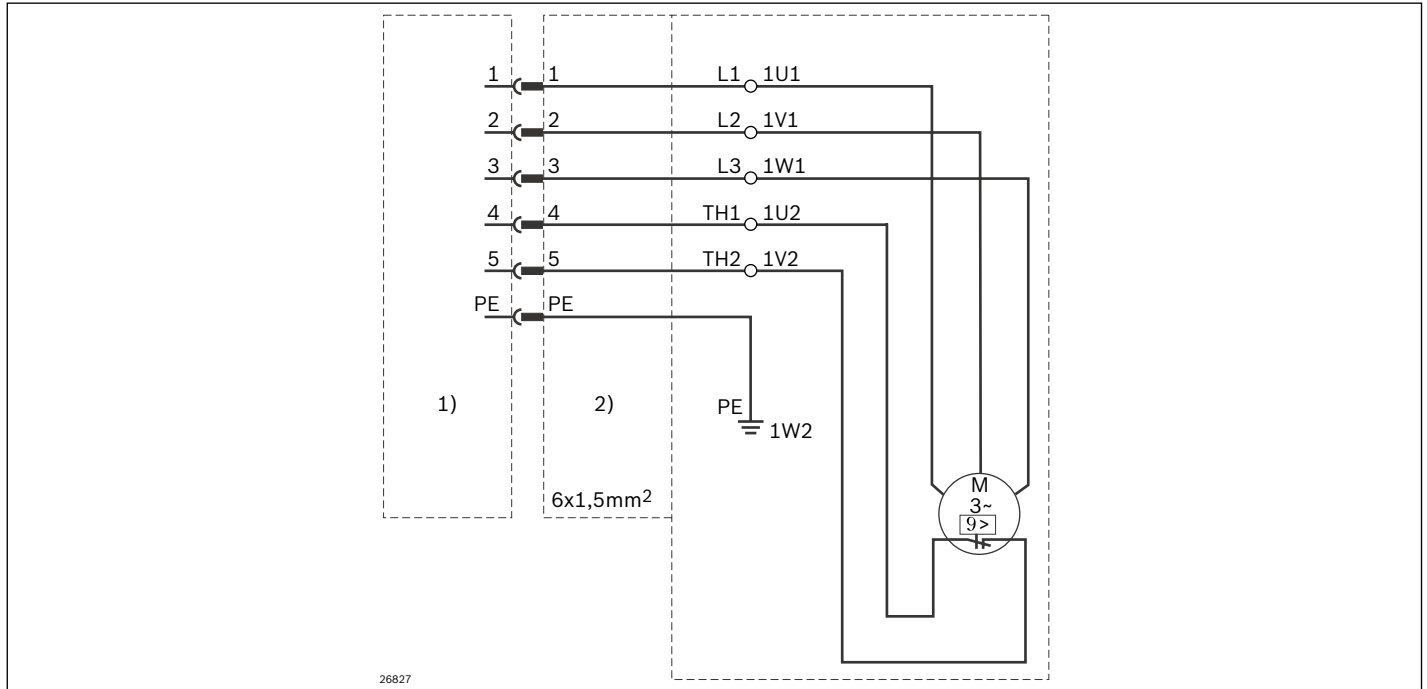 1 1 L1 1U1
2 2 L2 1V1
3 3 L3 1W1
4 4 TH1 1U2
5 5 TH2 1V2
PE PE
1) 2) PE 1W2
6x1,5mm²
M
3~
9>
26827